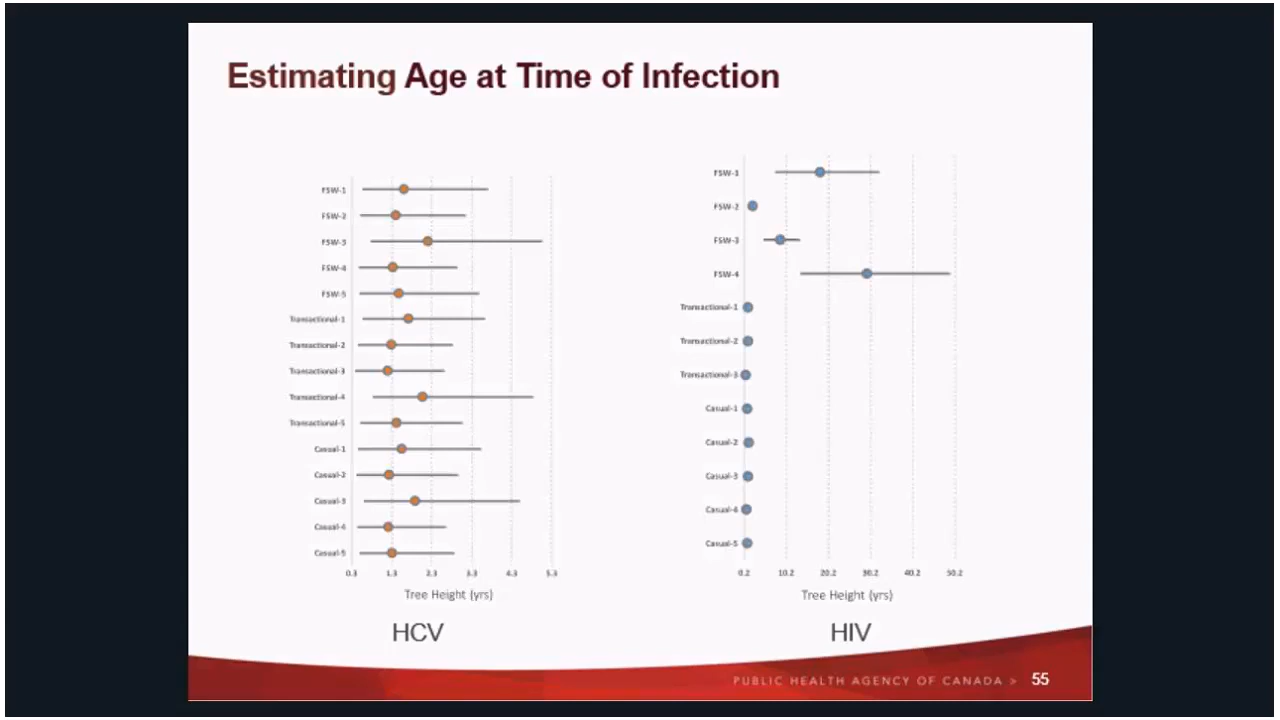 Estimating Age at Time of Infection
FSW-1
FSW-2
FSW-3
FSW-4
FSW-5
Transactional-1
Transactional-2
Transactional-3
Transactional-4
Transactional-5
Casual-1
Casual-2
Casual-3
Casual-4
Casual-5
0.3 1.3 2.3 3.3 4.3 5.3
Tree Height (yrs)
HCV
FSW-1
FSW-2
FSW-3
FSW-4
Transactional-1
Transactional-2
Transactional-3
Casual-1
Casual-2
Casual-3
Casual-4
Casual-5
0.2 10.2 20.2 30.2 40.2 50.2
Tree Height (yrs)
HIV
PUBLIC HEALTH AGENCY OF CANADA > 55